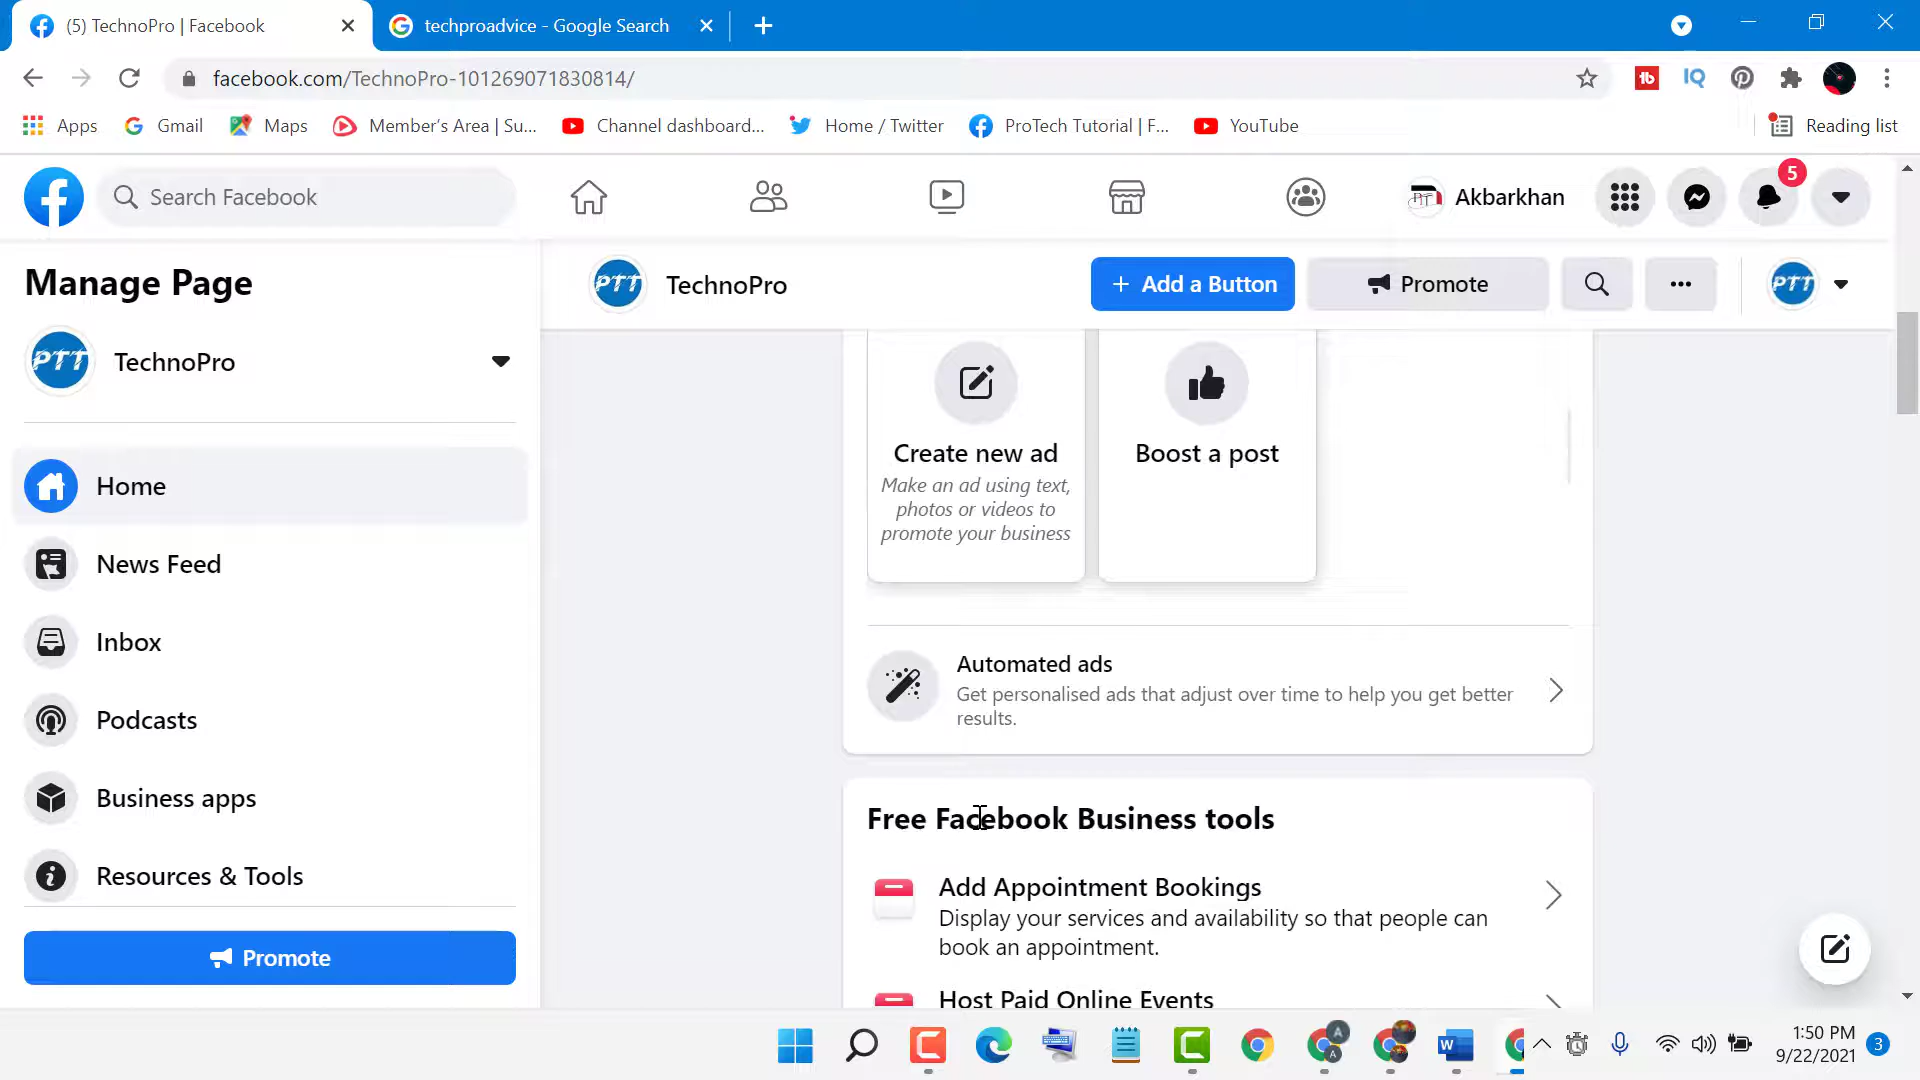 (5) TechnoPro | Facebook
techproadvice - Google Search
facebook.com/TechnoPro-101269071830814/
tb
IQ
Apps
Gmail
Maps
Member's Area | Su...
Channel dashboard...
Home / Twitter
ProTech Tutorial | F...
YouTube
Reading list
Search Facebook
Akbarkhan
5
Manage Page
PTT
TechnoPro
+ Add a Button
Promote
PTT
PTT
TechnoPro
Home
News Feed
Inbox
Podcasts
Business apps
Resources & Tools
Promote
Create new ad
Make an ad using text,
photos or videos to
promote your business
Boost a post
Automated ads
Get personalised ads that adjust over time to help you get better
results.
Free Facebook Business tools
Add Appointment Bookings
Display your services and availability so that people can
book an appointment.
Host Paid Online Events
A
A
W
1:50 PM
9/22/2021
3